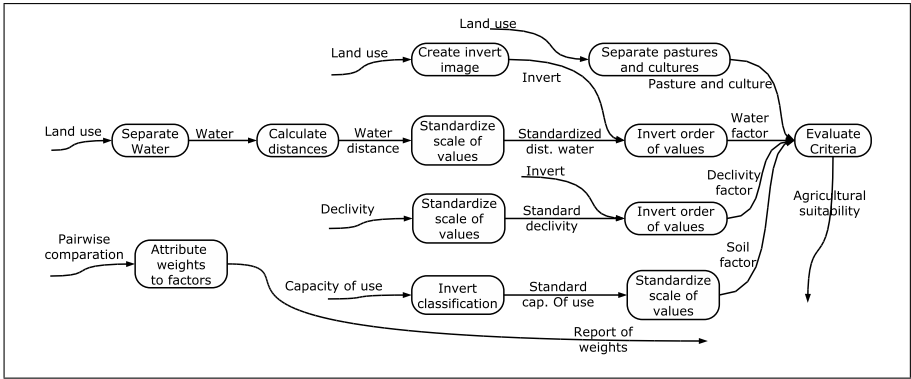 Land use
Land use
Create invert
image
Separate pastures
and cultures
Invert
Pasture and culture
Land use
Separate
Water
Water
Calculate
distances
Water
distance
Standardize
scale of
values
Standardized
dist. water
Invert order
of values
Water
factor
Evaluate
Criteria
Invert
Declivity
factor
Agricultural
suitability
Declivity
Standardize
scale of
values
Standard
declivity
Invert order
of values
Pairwise
comparation
Attribute
weights
to factors
Soil
factor
Capacity of use
Invert
classification
Standard
cap. Of use
Standardize
scale of
values
Report of
weights